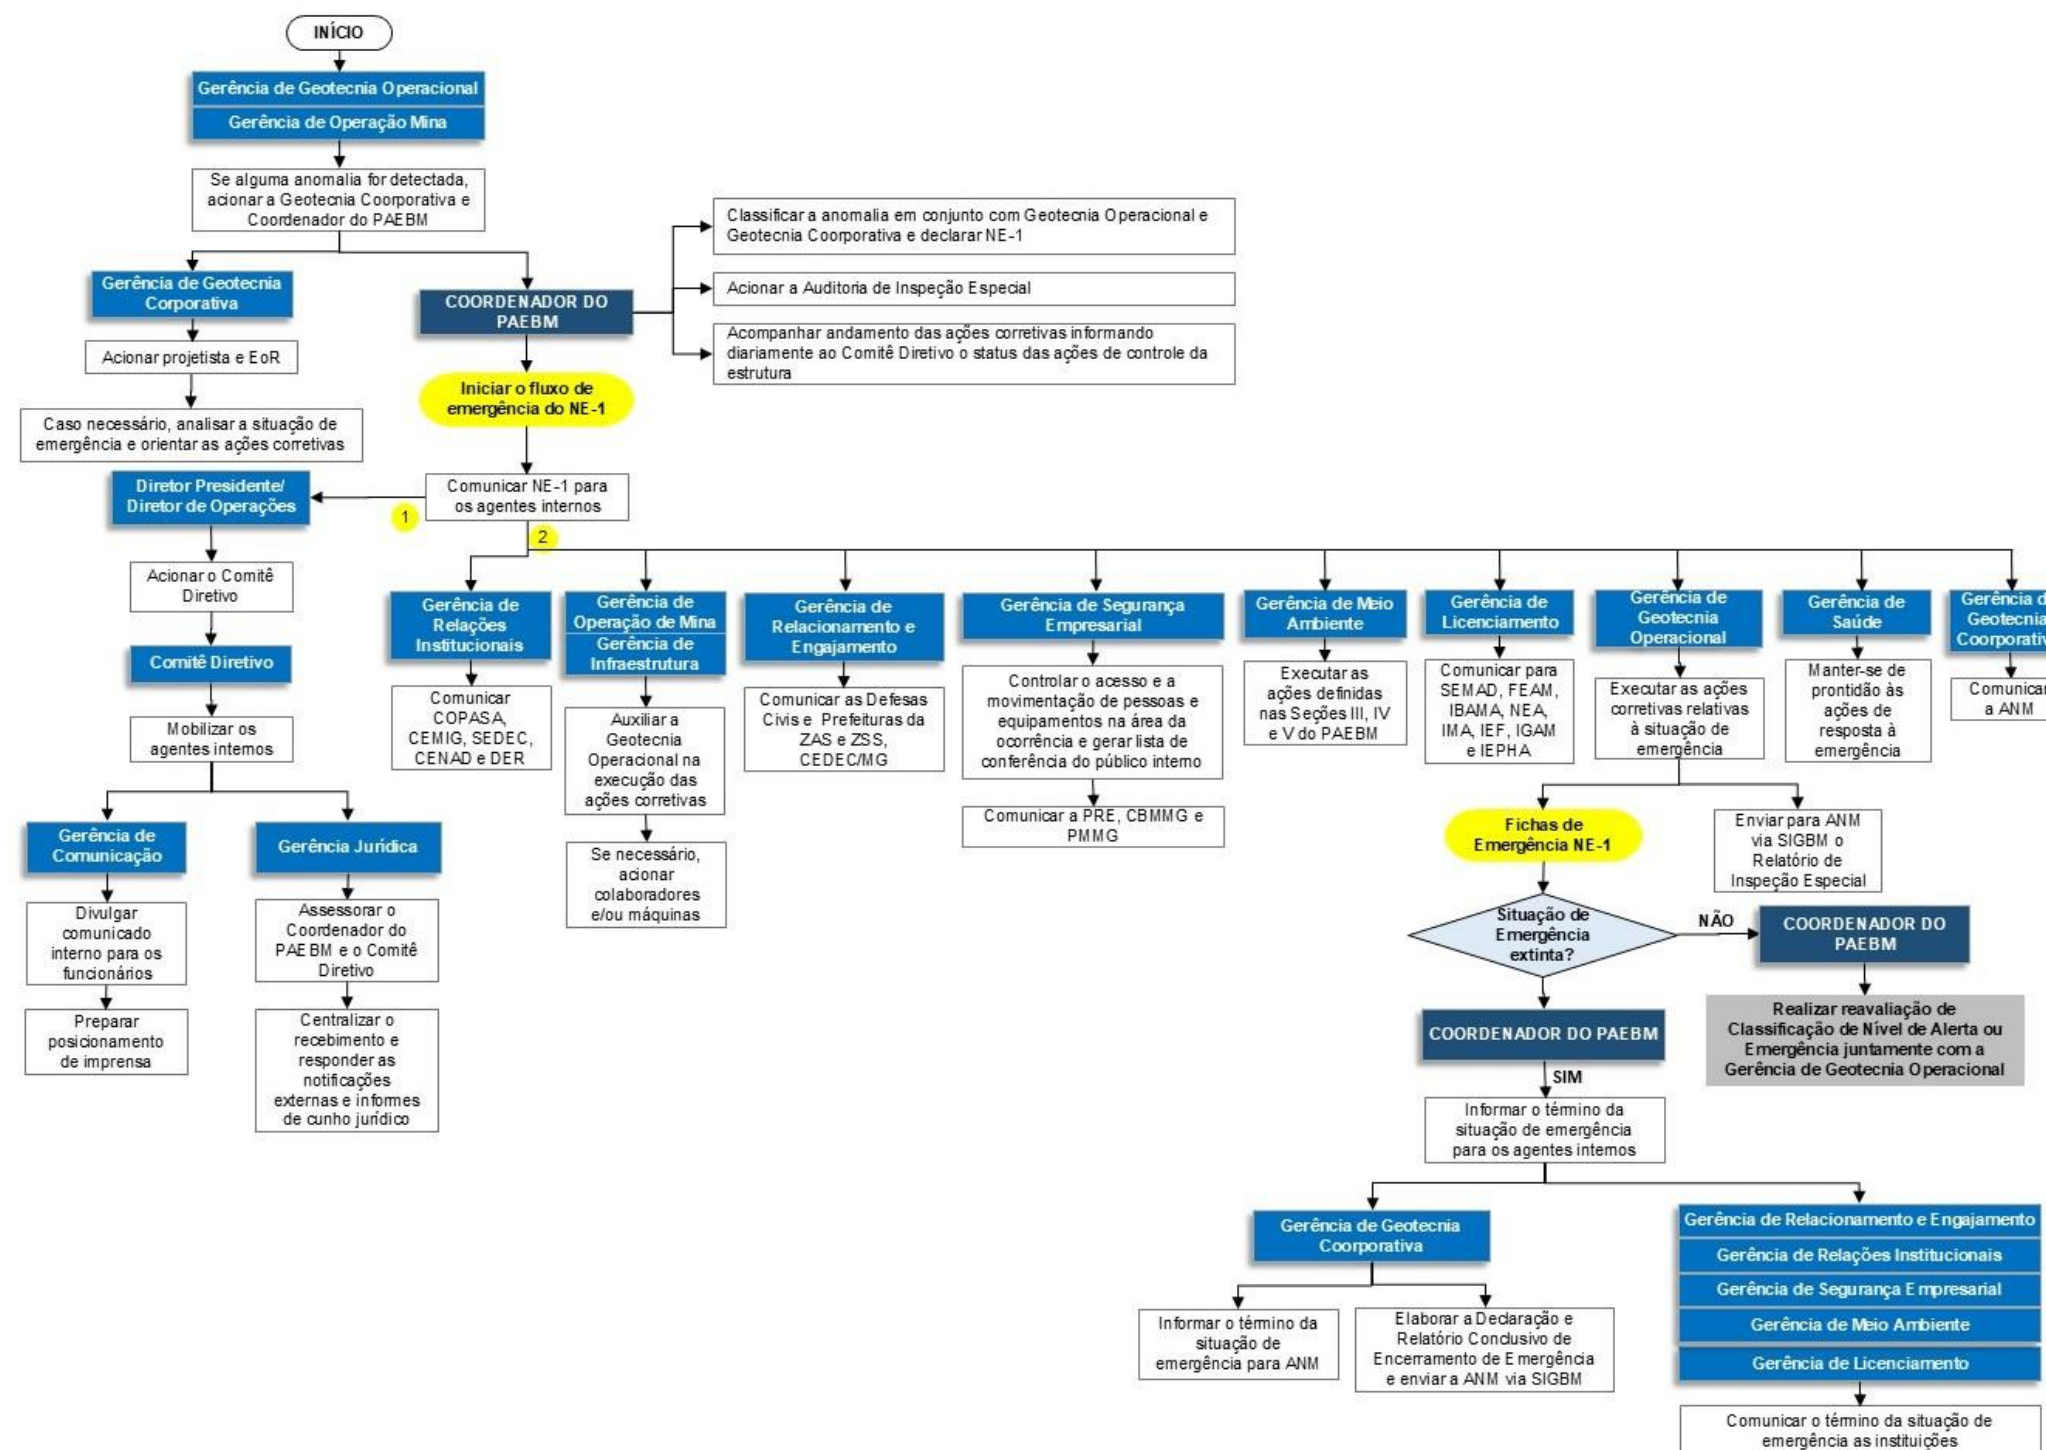 INÍCIO
Gerência de Geotecnia Operacional
Gerência de Operação Mina
Se alguma anomalia for detectada,
acionar a Geotecnia Coorporativa e
Coordenador do PAEBM
Gerência de Geotecnia
Corporativa
Acionar projetista e EoR
Caso necessário, analisar a situação de
emergência e orientar as ações corretivas
COORDENADOR DO
PAEBM
Classificar a anomalia em conjunto com Geotecnia Operacional e
Geotecnia Coorporativa e declarar NE-1
Acionar a Auditoria de Inspeção Especial
Acompanhar andamento das ações corretivas informando
diariamente ao Comitê Diretivo o status das ações de controle da
estrutura
Iniciar o fluxo de
emergência do NE-1
Comunicar NE-1 para
os agentes internos
1
2
Diretor Presidente/
Diretor de Operações
Acionar o Comitê
Diretivo
Comitê Diretivo
Mobilizar os
agentes internos
Gerência de
Comunicação
Divulgar
comunicado
interno para os
funcionários
Preparar
posicionamento
de imprensa
Gerência Jurídica
Assessorar o
Coordenador do
PAEBM e o Comitê
Diretivo
Centralizar o
recebimento e
responder as
notificações
externas e informes
de cunho jurídico
Gerência de
Relações
Institucionais
Comunicar
COPASA,
CEMIG, SEDEC,
CENAD e DER
Gerência de
Operação de Mina
Gerência de
Infraestrutura
Auxiliar a
Geotecnia
Operacional na
execução das
ações corretivas
Se necessário,
acionar
colaboradores
e/ou máquinas
Gerência de
Relacionamento e
Engajamento
Comunicar as Defesas
Civis e Prefeituras da
ZAS e ZSS,
CEDEC/MG
Gerência de Segurança
Empresarial
Controlar o acesso e a
movimentação de pessoas e
equipamentos na área da
ocorrência e gerar lista de
conferência do público interno
Comunicar a PRE, CBMMG e
PMMG
Gerência de Meio
Ambiente
Executar as
ações definidas
nas Seções III, IV
e V do PAEBM
Gerência de
Licenciamento
Comunicar para
SEMAD, FEAM,
IBAMA, NEA,
IMA, IEF, IGAM
e IEPHA
Gerência de
Geotecnia
Operacional
Executar as ações
corretivas relativas
à situação de
emergência
Gerência de
Saúde
Manter-se de
prontidão às
ações de
resposta à
emergência
Gerência d
Geotecnia
Coorporativ
Comunicar
a ANM
Fichas de
Emergência NE-1
Enviar para ANM
via SIGBM o
Relatório de
Inspeção Especial
Situação de
Emergência
extinta?
NÃO
COORDENADOR DO
PAEBM
Realizar reavaliação de
Classificação de Nível de Alerta ou
Emergência juntamente com a
Gerência de Geotecnia Operacional
COORDENADOR DO PAEBM
SIM
Informar o término da
situação de emergência
para os agentes internos
Gerência de Geotecnia
Coorporativa
Informar o término da
situação de
emergência para ANM
Elaborar a Declaração e
Relatório Conclusivo de
Encerramento de Emergência
e enviar a ANM via SIGBM
Gerência de Relacionamento e Engajamento
Gerência de Relações Institucionais
Gerência de Segurança Empresarial
Gerência de Meio Ambiente
Gerência de Licenciamento
Comunicar o término da situação de
emergência as instituições